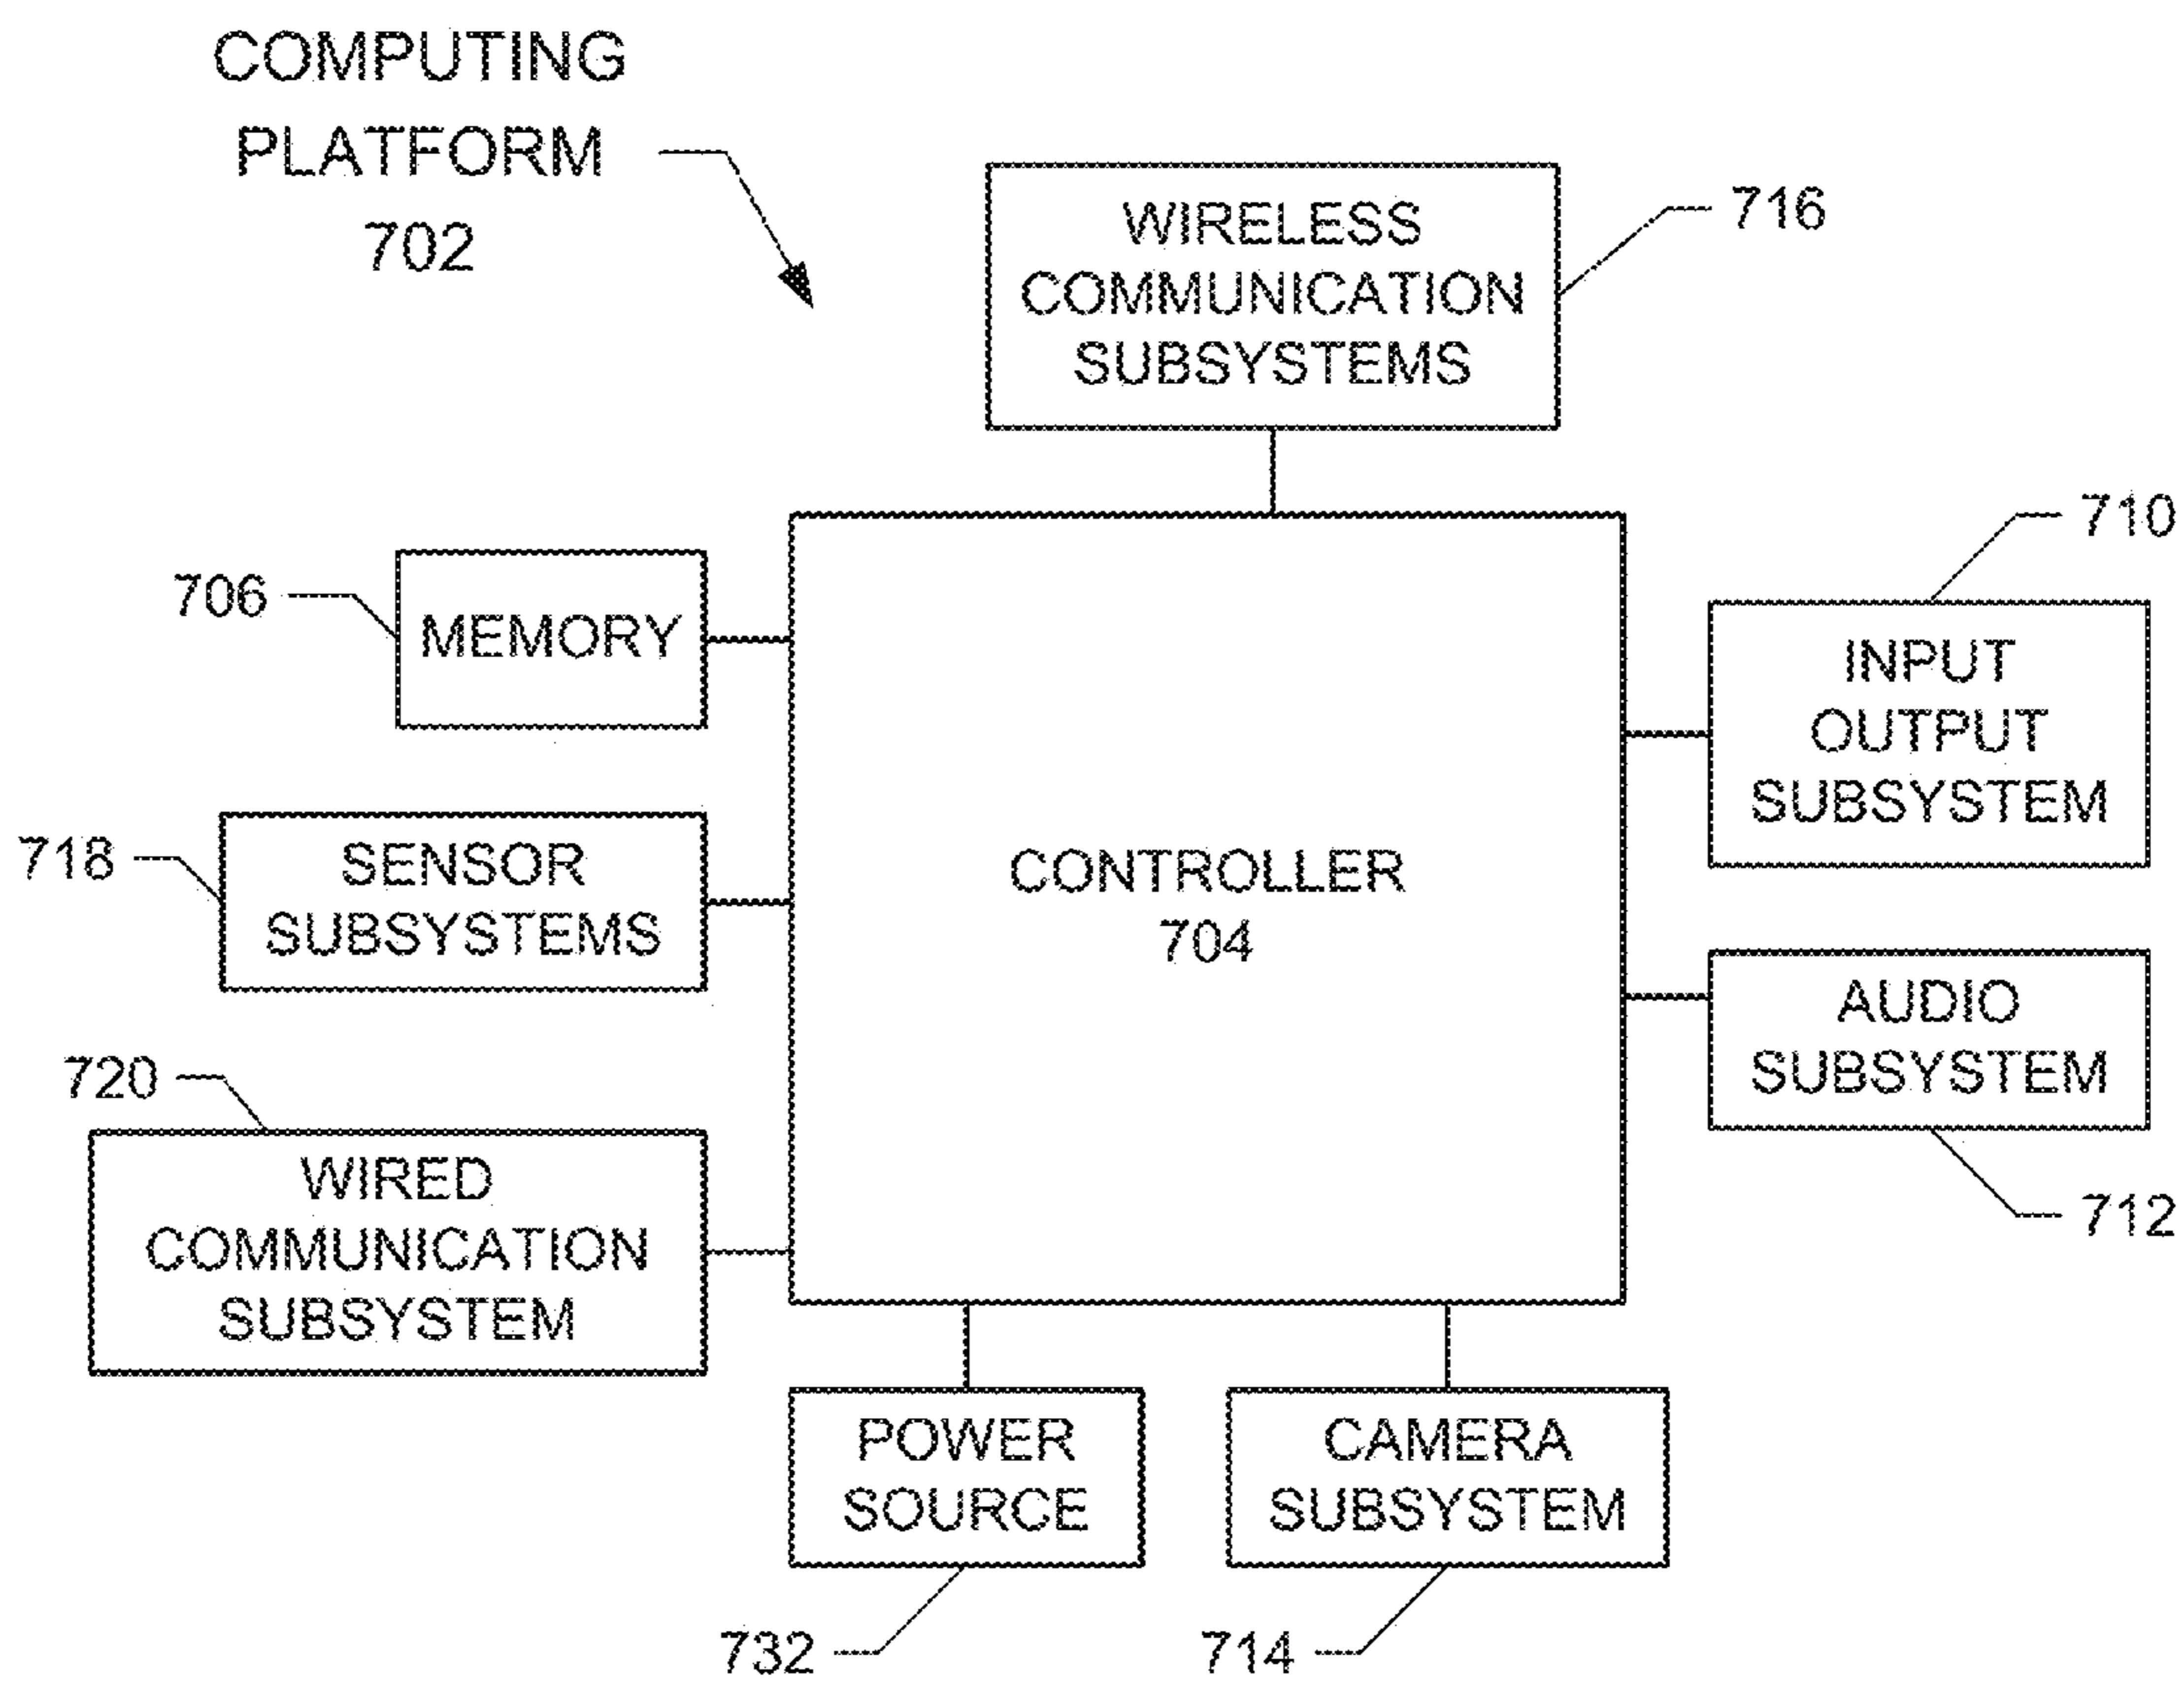 COMPUTING
PLATFORM
702
WIRELESS
COMMUNICATION
SUBSYSTEMS
716
706
MEMORY
710
INPUT
OUTPUT
SUBSYSTEM
718
SENSOR
SUBSYSTEMS
CONTROLLER
704
AUDIO
SUBSYSTEM
712
720
WIRED
COMMUNICATION
SUBSYSTEM
POWER
SOURCE
732
CAMERA
SUBSYSTEM
714